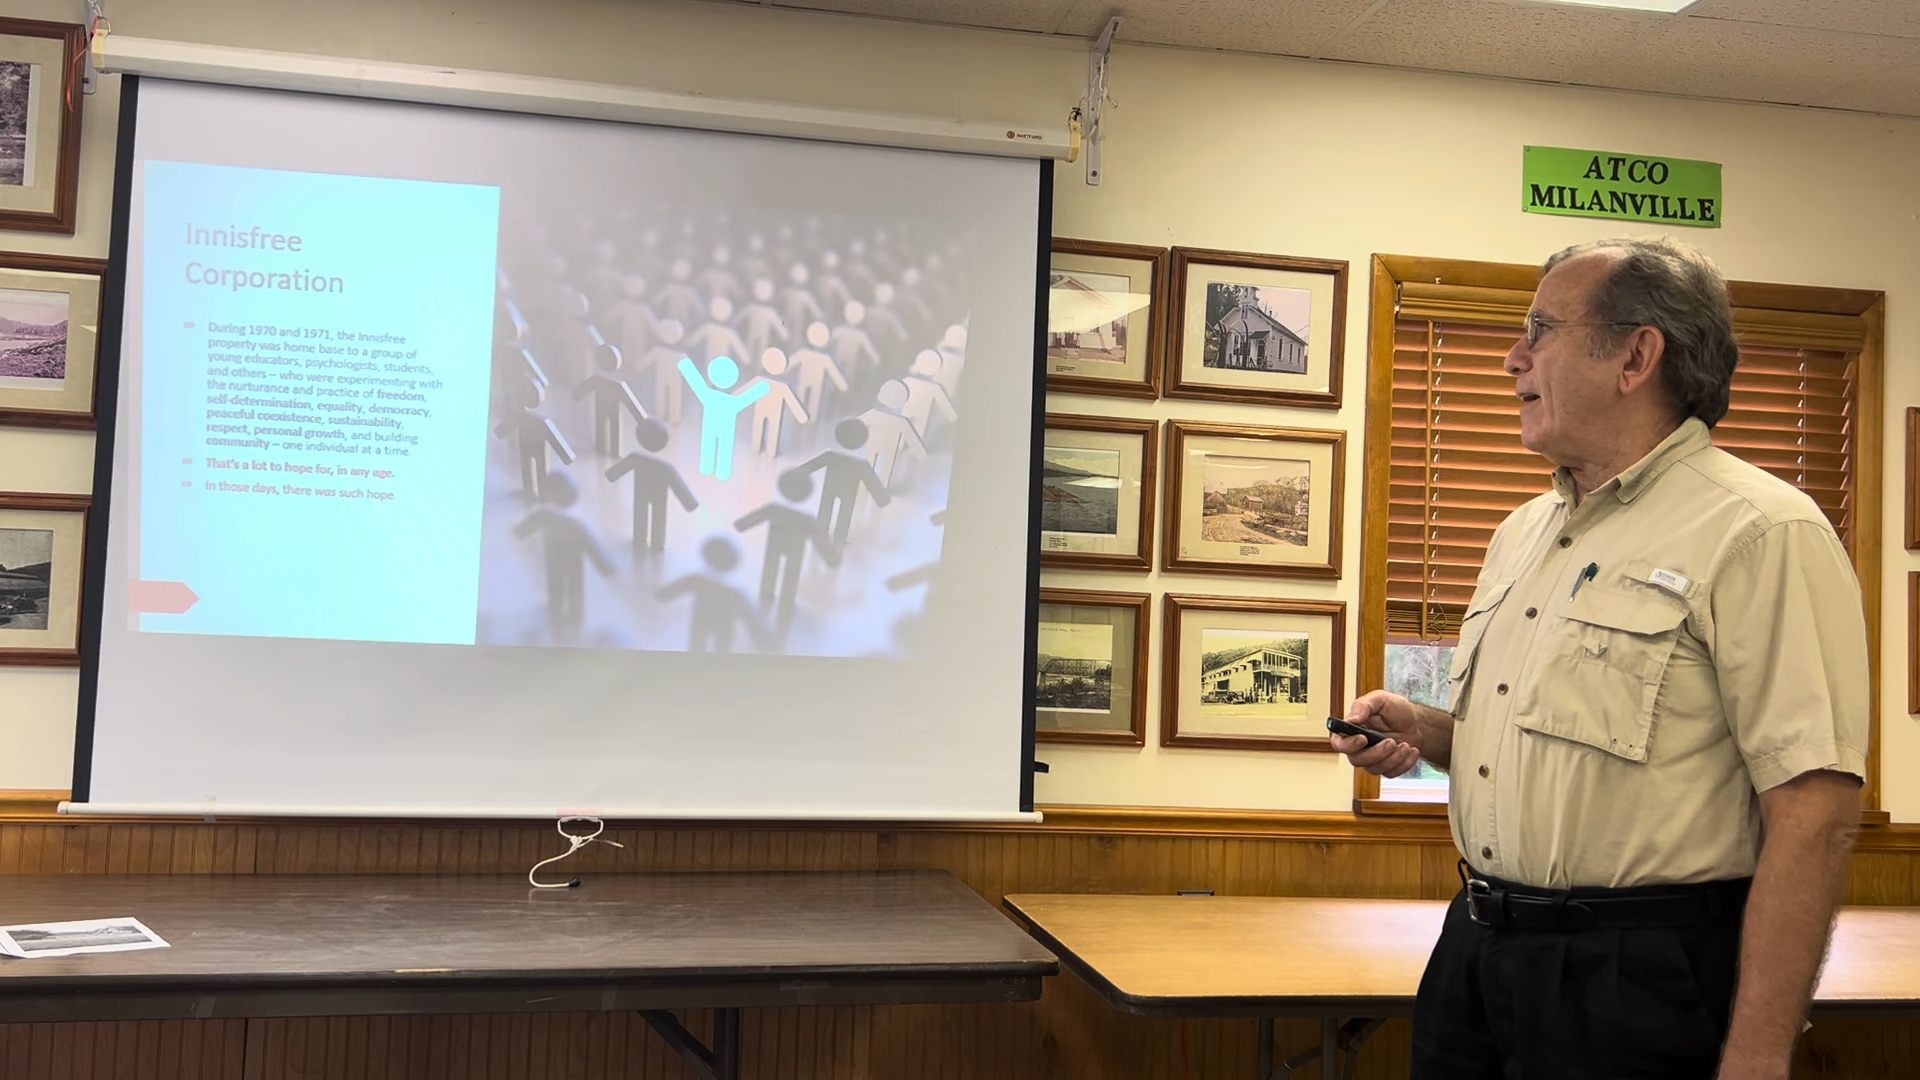 HARTFORD
ATCO
MILANVILLE
Innisfree
Corporation
During 1970 and 1971, the Innisfree
property was home base to a group of
young educators, psychologists, students,
and others – who were experimenting with
the nurturance and practice of freedom,
self-determination, equality, democracy,
peaceful coexistence, sustainability,
respect, personal growth, and building
community – one individual at a time.
That's a lot to hope for, in any age.
In those days, there was such hope.